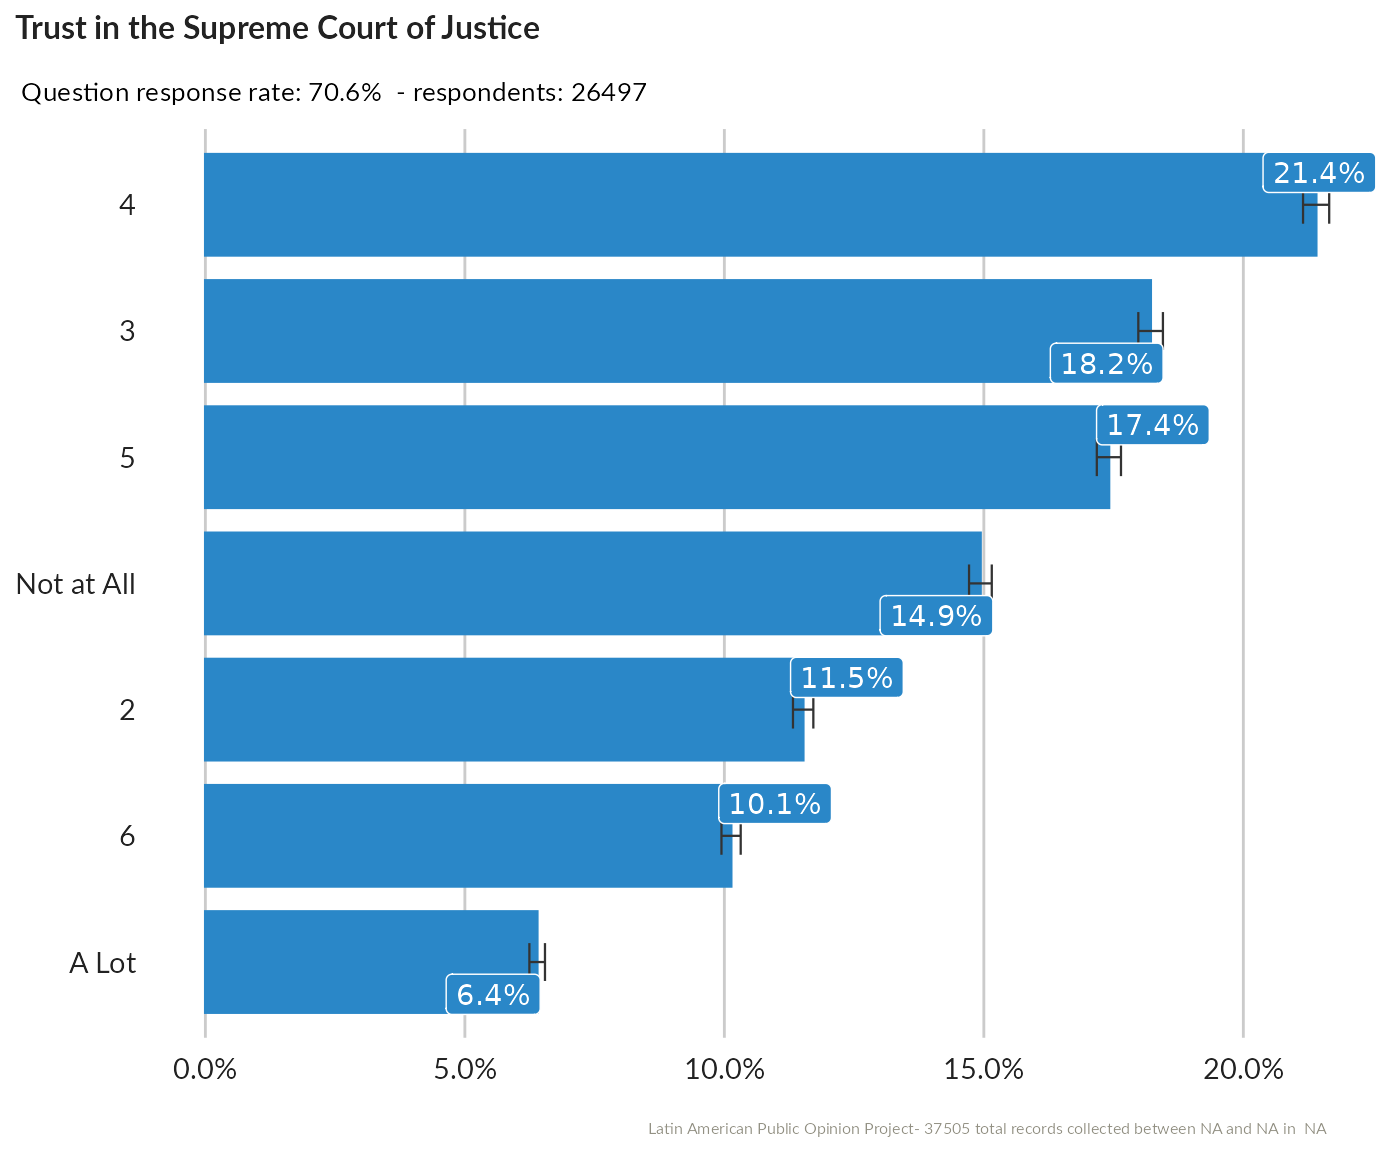 Trust in the Supreme Court of Justice
Question response rate: 70.6%  - respondents: 26497
4
21.4%
3
18.2%
5
17.4%
Not at All
14.9%
2
11.5%
6
10.1%
A Lot
6.4%
0.0% 5.0% 10.0% 15.0% 20.0%
Latin American Public Opinion Project- 37505 total records collected between NA and NA in  NA